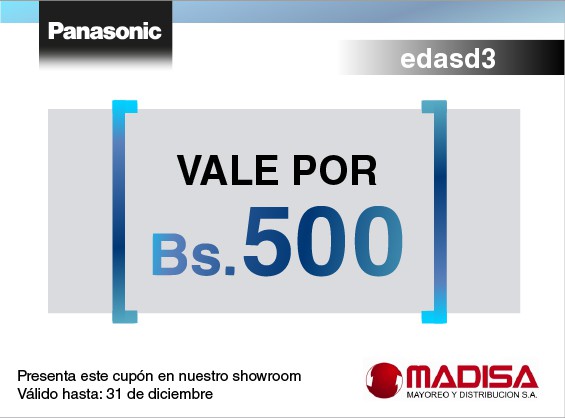 Panasonic
edasd3
VALE POR
Bs.500
Presenta este cupón en nuestro showroom
Válido hasta: 31 de diciembre
MADISA
MAYOREO Y DISTRIBUCION S.A.